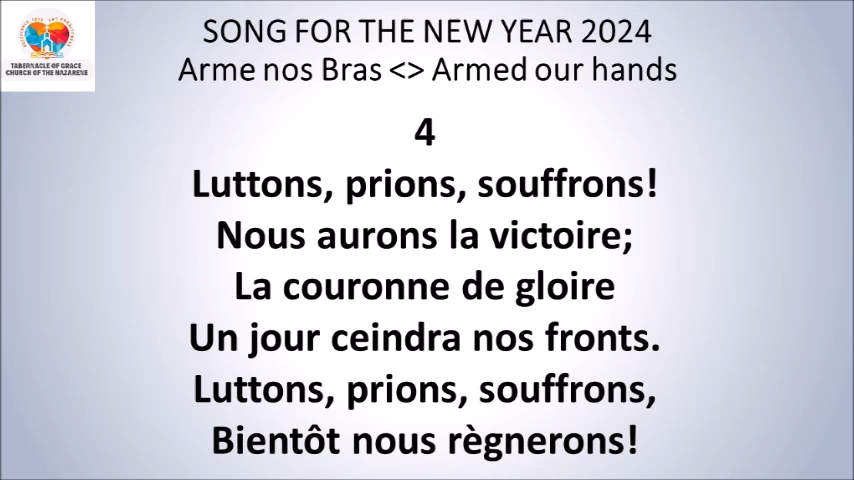 TABERNACLE OF GRACE
CHURCH OF THE NAZARENE
SONG FOR THE NEW YEAR 2024
Arme nos Bras <> Armed our hands
4
Luttons, prions, souffrons!
Nous aurons la victoire;
La couronne de gloire
Un jour ceindra nos fronts.
Luttons, prions, souffrons,
Bientôt nous règnerons!